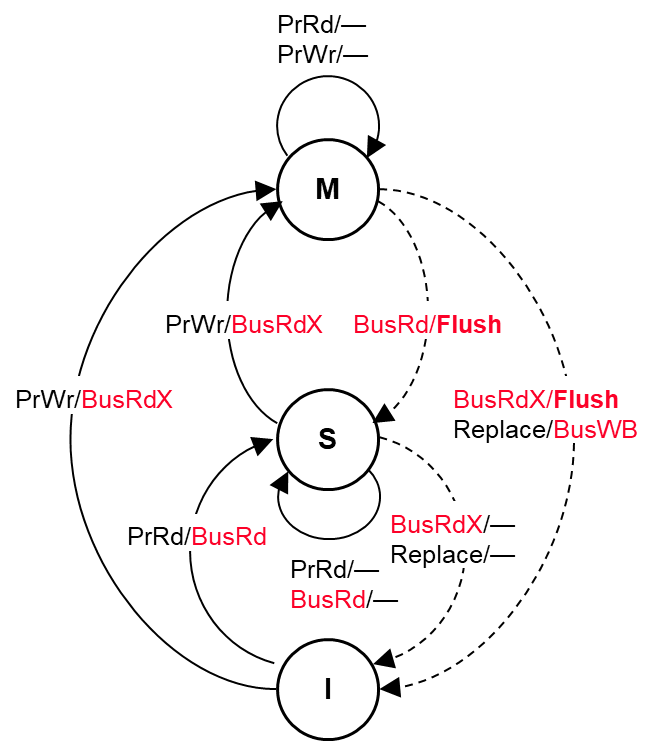 PrRd/—
PrWr/—
M
PrWr/BusRdX
BusRd/Flush
PrWr/BusRdX
BusRdX/Flush
Replace/BusWB
S
PrRd/BusRd
BusRdX/—
Replace/—
PrRd/—
BusRd/—
I